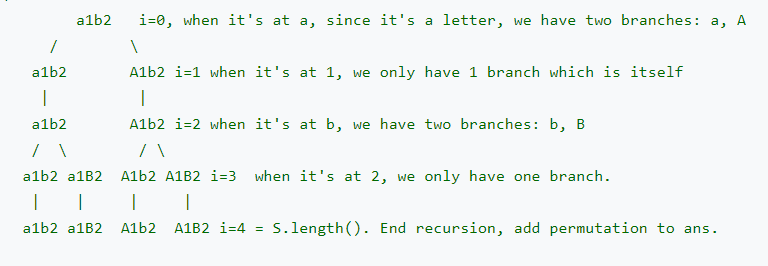 a1b2   i=0, when it's at a, since it's a letter, we have two branches: a, A
/        \
a1b2       A1b2 i=1 when it's at 1, we only have 1 branch which is itself
|          |
a1b2       A1b2 i=2 when it's at b, we have two branches: b, B
/  \        / \
a1b2 a1B2  A1b2 A1B2 i=3  when it's at 2, we only have one branch.
|    |     |     |
a1b2 a1B2  A1b2  A1B2 i=4 = S.length(). End recursion, add permutation to ans.